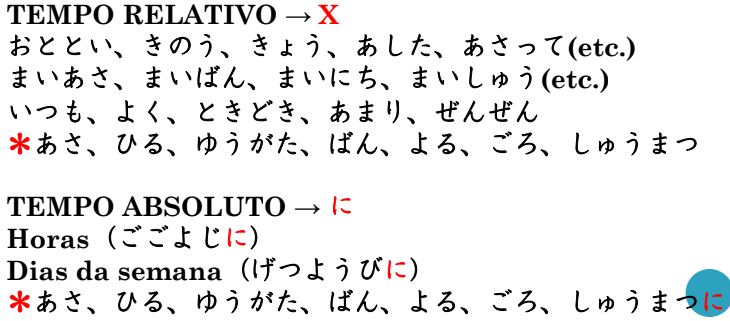 TEMPO RELATIVO → X
おととい、きのう、きょう、あした、あさって(etc.)
まいあさ、まいばん、まいにち、まいしゅう(etc.)
いつも、よく、ときどき、あまり、ぜんぜん
＊あさ、ひる、ゆうがた、ばん、よる、ごろ、しゅうまつ
TEMPO ABSOLUTO → に
Horas（ごごよじに）
Dias da semana（げつようびに）
＊あさ、ひる、ゆうがた、ばん、よる、ごろ、しゅうまつに